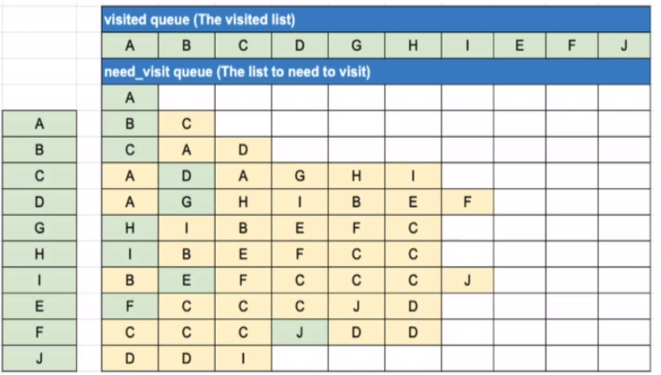 visited queue (The visited list)
A B C D G H I E F J
need_visit queue (The list to need to visit)
A
A B C
B C A D
C A D A G H I
D A G H I B E F
G H I B E F C
H I B E F C C
I B E F C C C J
E F C C C J D
F C C C J D D
J D D I